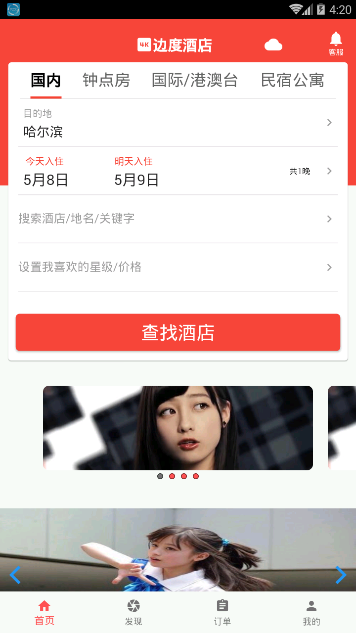 4:20
4K 边度酒店
客服
国内 钟点房 国际/港澳台 民宿公寓
目的地
哈尔滨
今天入住 明天入住
5月8日 5月9日 共1晚
搜索酒店/地名/关键字
设置我喜欢的星级/价格
查找酒店
首页 发现 订单 我的